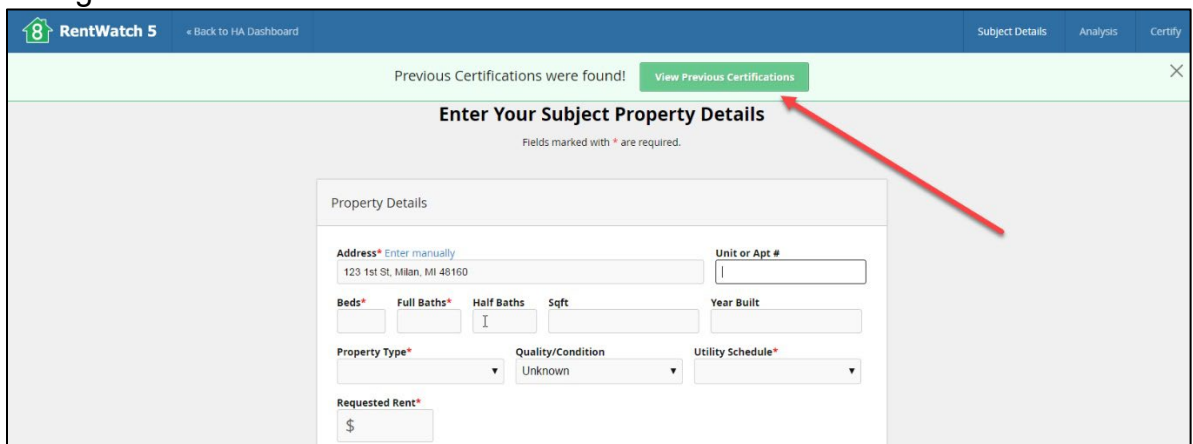 8 RentWatch 5 « Back to HA Dashboard Subject Details Analysis Certify
Previous Certifications were found! View Previous Certifications
Enter Your Subject Property Details
Fields marked with * are required.
Property Details
Address* Enter manually Unit or Apt #
123 1st St, Milan, MI 48160
Beds* Full Baths* Half Baths Sqft Year Built
Property Type* Quality/Condition Utility Schedule*
Unknown
Requested Rent*
$